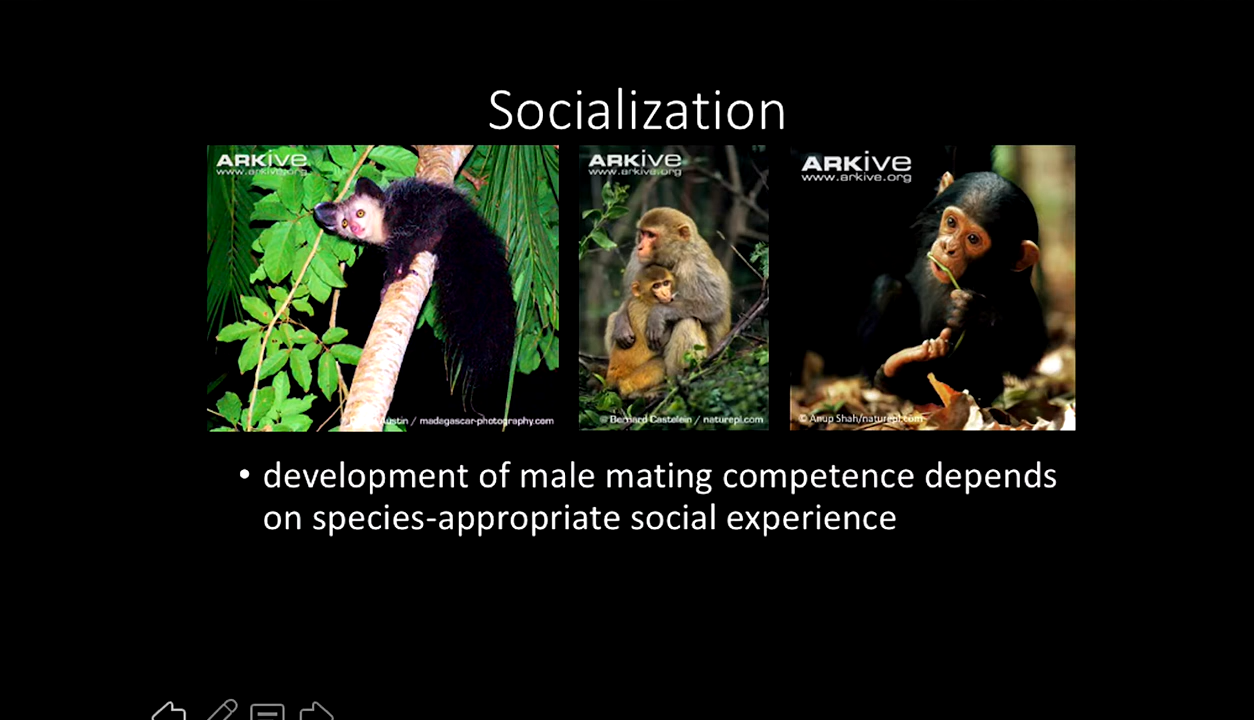 Socialization
ARKive
www.arkive.org
ARKive
www.arkive.org
ARKive
www.arkive.org
Austin / madagascar-photography.com
© Bernard Castelein / naturepl.com
© Anup Shah/naturepl.com
• development of male mating competence depends
on species-appropriate social experience